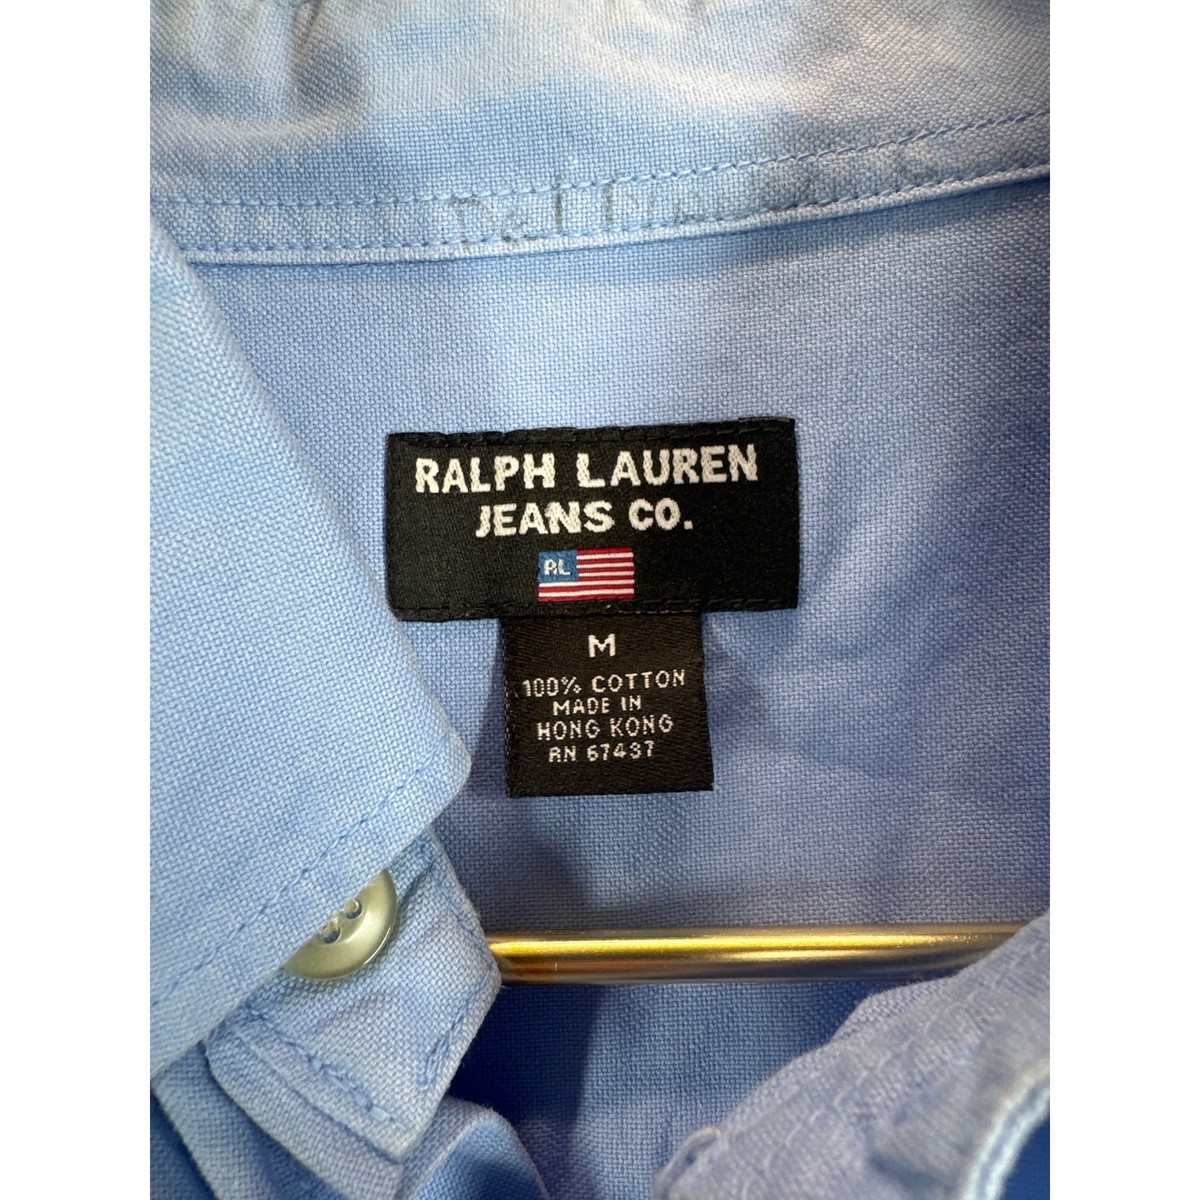 RALPH LAUREN
JEANS CO.
RL
M
100% COTTON
MADE IN
HONG KONG
RN 67437